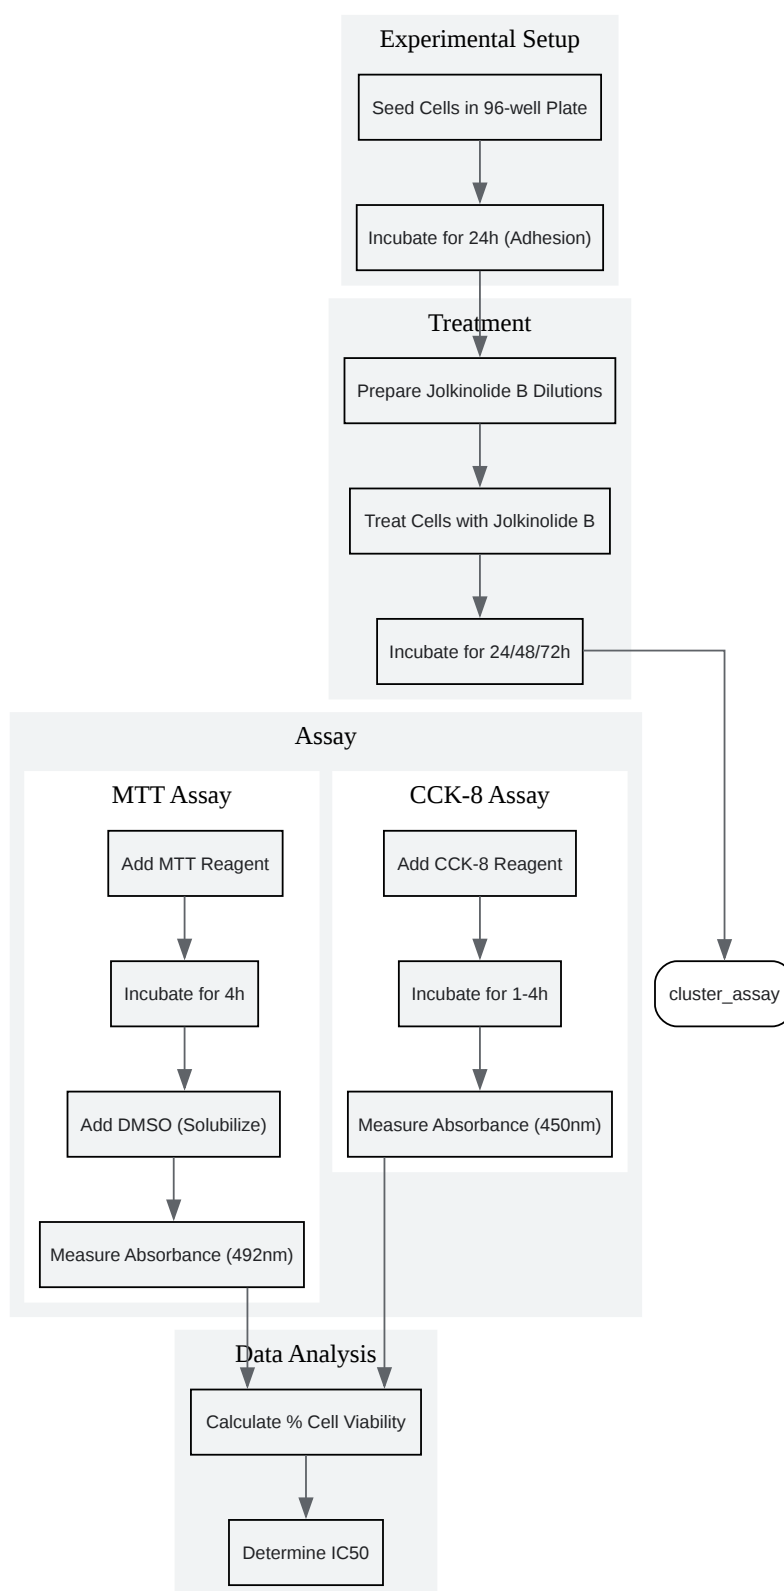 Experimental Setup
Seed Cells in 96-well Plate
Incubate for 24h (Adhesion)
Treatment
Prepare Jolkinolide B Dilutions
Treat Cells with Jolkinolide B
Incubate for 24/48/72h
Assay
MTT Assay
Add MTT Reagent
Incubate for 4h
Add DMSO (Solubilize)
Measure Absorbance (492nm)
CCK-8 Assay
Add CCK-8 Reagent
Incubate for 1-4h
Measure Absorbance (450nm)
cluster_assay
Data Analysis
Calculate % Cell Viability
Determine IC50